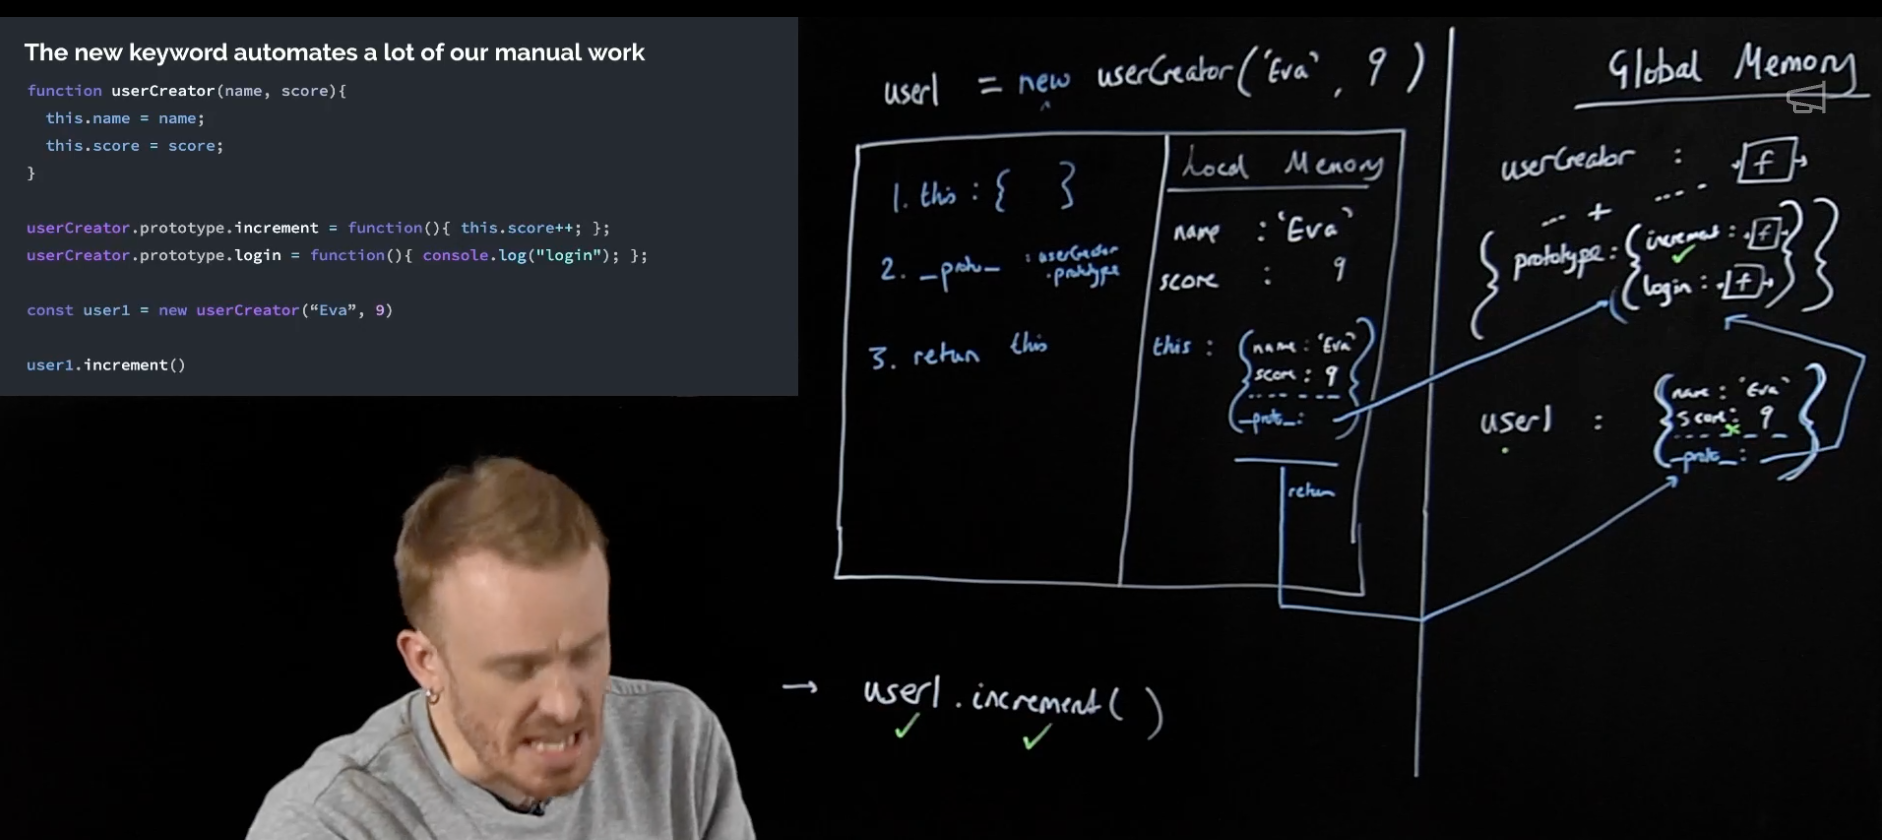 The new keyword automates a lot of our manual work
function userCreator(name, score){
this.name = name;
this.score = score;
}
userCreator.prototype.increment = function(){ this.score++; };
userCreator.prototype.login = function(){ console.log("login"); };
const user1 = new userCreator(“Eva”, 9)
user1.increment()
user1 = new userCreator('Eva', 9)
1. this : { }
2. _proto_ : userCreator
.prototype
3. return this
Local Memory
name : 'Eva'
score : 9
this : { name : 'Eva'
score : 9
_proto_ : }
return
→ user1.increment()
Global Memory
userCreator : f
+
{ prototype : { increment : f
login : f } }
user1 : { name : 'Eva'
score : 9
_proto_ : }